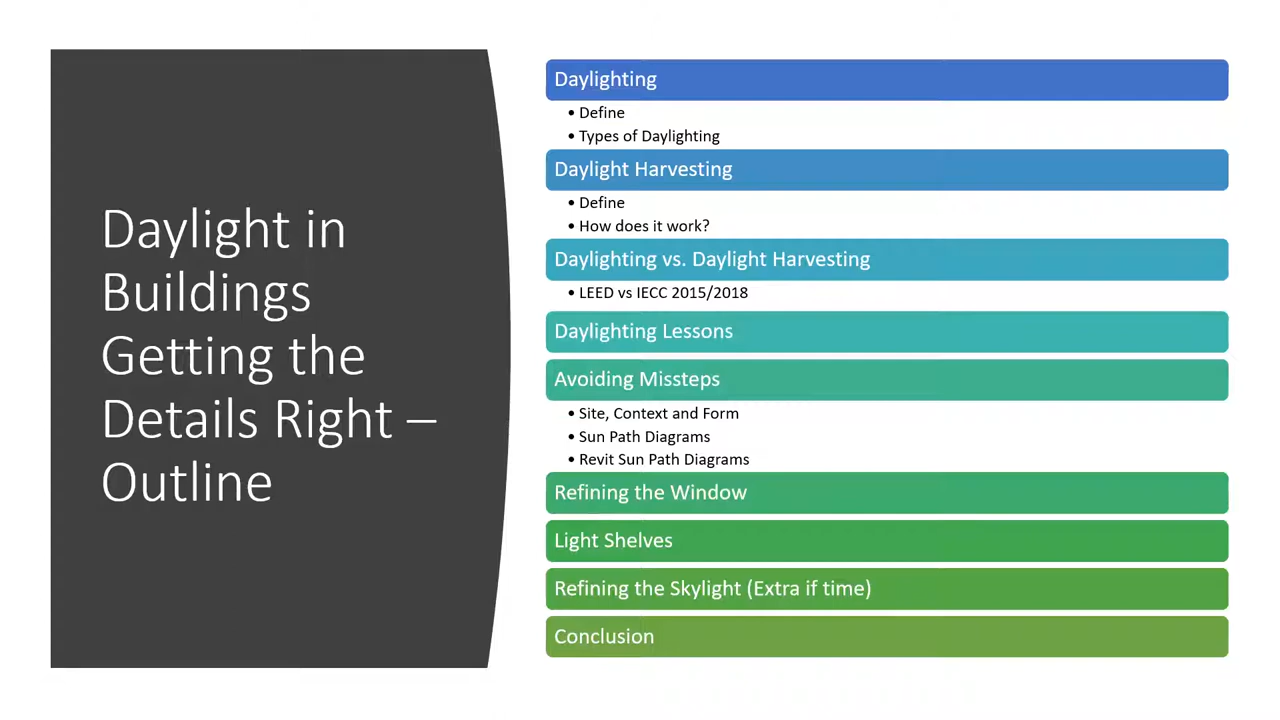 Daylight in
Buildings
Getting the
Details Right –
Outline
Daylighting
• Define
• Types of Daylighting
Daylight Harvesting
• Define
• How does it work?
Daylighting vs. Daylight Harvesting
• LEED vs IECC 2015/2018
Daylighting Lessons
Avoiding Missteps
• Site, Context and Form
• Sun Path Diagrams
• Revit Sun Path Diagrams
Refining the Window
Light Shelves
Refining the Skylight (Extra if time)
Conclusion